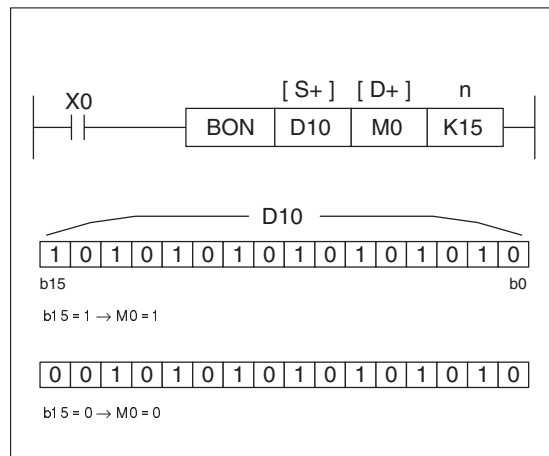 [ S+ ] [ D+ ] n
X0
BON D10 M0 K15
D10
1 0 1 0 1 0 1 0 1 0 1 0 1 0 1 0
b15 b0
b15 = 1 → M0 = 1
0 0 1 0 1 0 1 0 1 0 1 0 1 0 1 0
b15 = 0 → M0 = 0